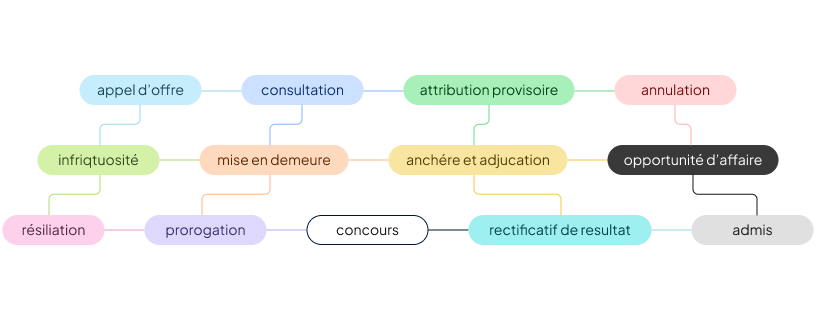 appel d'offre
consultation
attribution provisoire
annulation
infriqtuosité
mise en demeure
anchére et adjucation
opportunité d'affaire
résiliation
prorogation
concours
rectificatif de resultat
admis